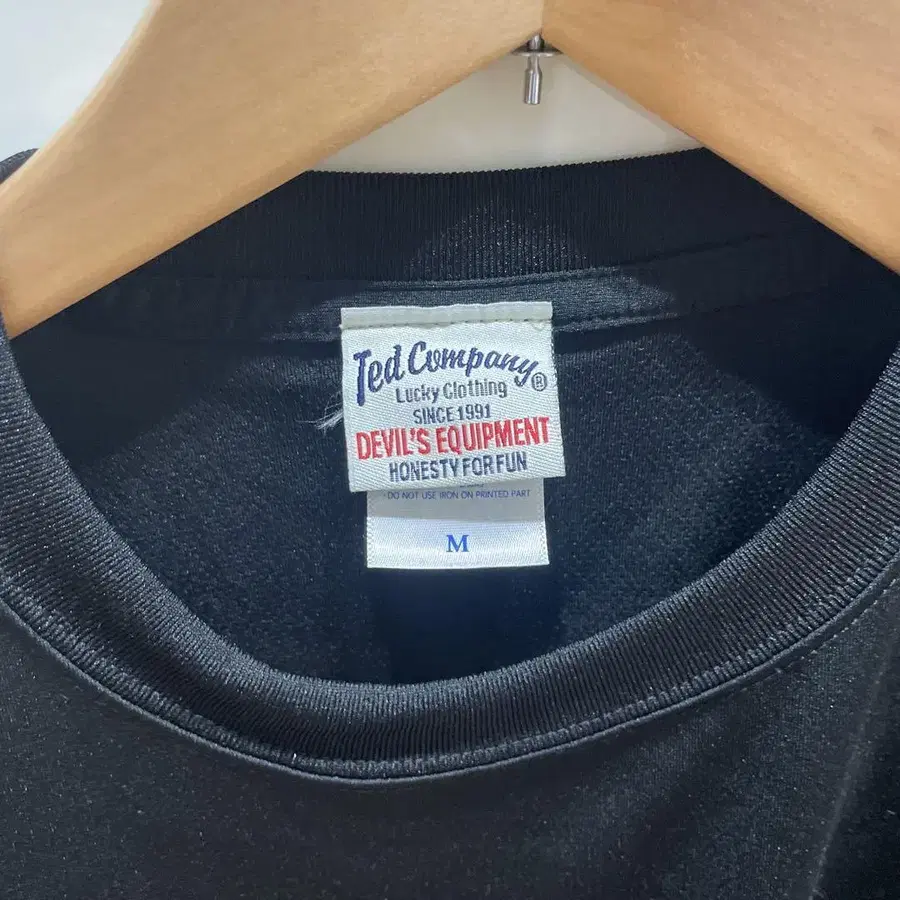 Ted Company®
Lucky Clothing
SINCE 1991
DEVIL'S EQUIPMENT
HONESTY FOR FUN
· DO NOT USE IRON ON PRINTED PART
M